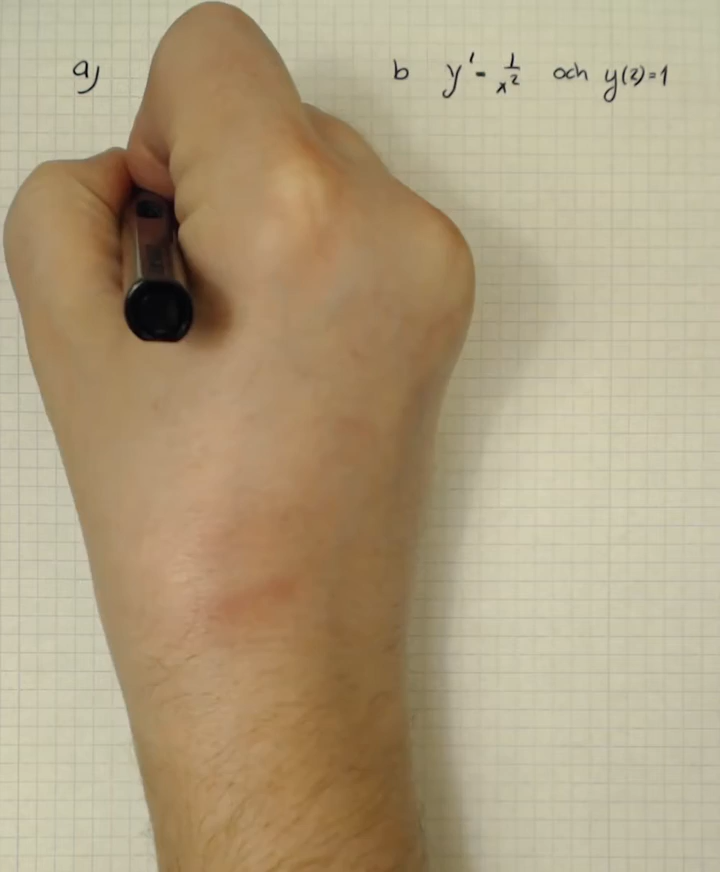 a)
b y' = 1/x² och y(2)=1